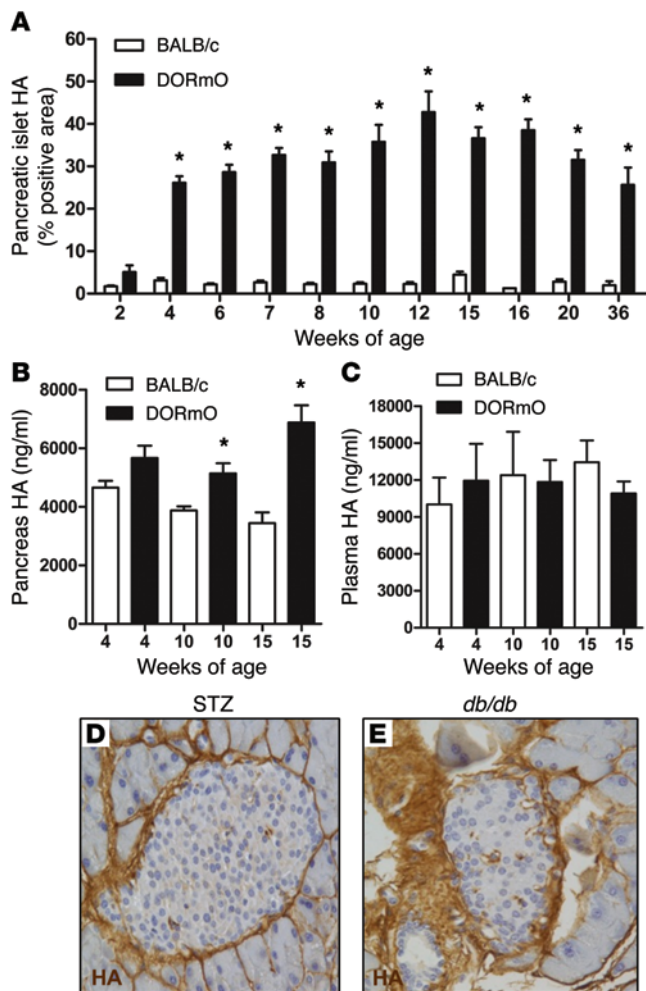 A
BALB/c
DORmO
Pancreatic islet HA
(% positive area)
60
50
40
30
20
10
0
* * * * * * * * * *
2 4 6 7 8 10 12 15 16 20 36
Weeks of age
B
BALB/c
DORmO
Pancreas HA (ng/ml)
8000
6000
4000
2000
0
* *
4 4 10 10 15 15
Weeks of age
C
BALB/c
DORmO
Plasma HA (ng/ml)
18000
15000
12000
9000
6000
3000
0
4 4 10 10 15 15
Weeks of age
STZ
D
HA
db/db
E
HA